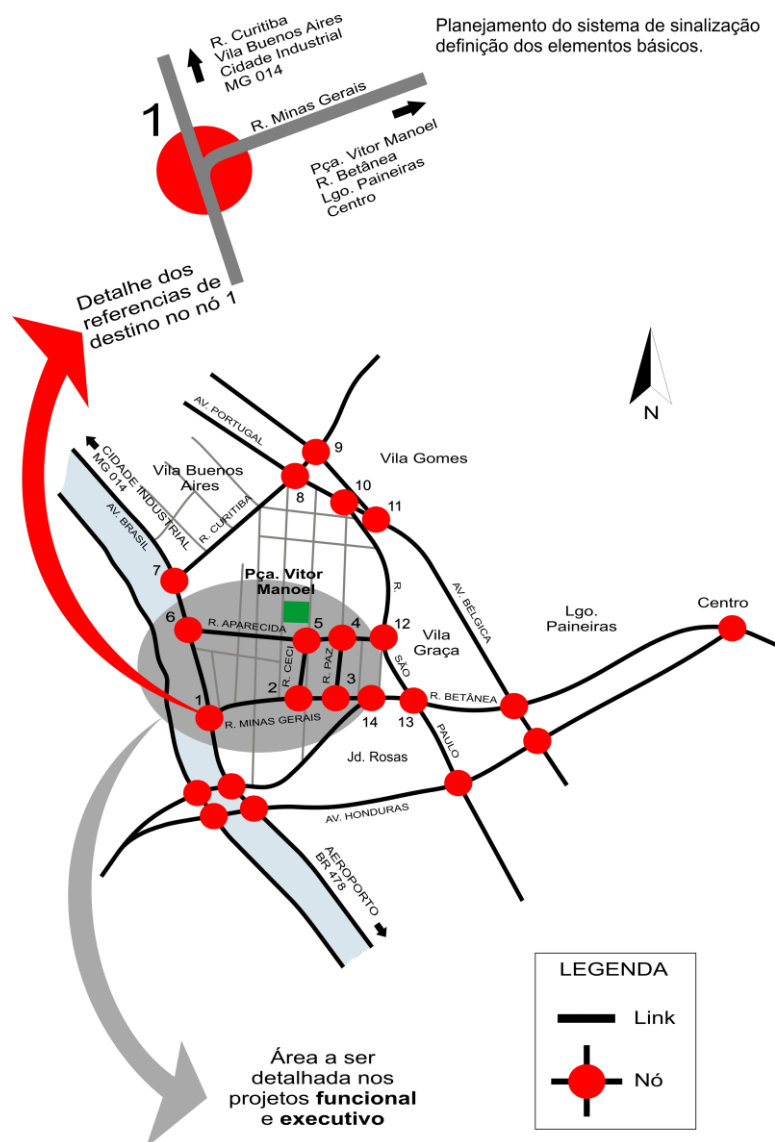 Planejamento do sistema de sinalização
definição dos elementos básicos.
R. Curitiba
Vila Buenos Aires
Cidade Industrial
MG 014
1
R. Minas Gerais
Pça. Vitor Manoel
R. Betânea
Lgo. Paineiras
Centro
Detalhe dos
referencias de
destino no nó 1
N
AV. PORTUGAL
9
Vila Gomes
CIDADE INDUSTRIAL
MG 014
Vila Buenos
Aires
8
10
11
AV. BRASIL
R. CURITIBA
7
Pça. Vitor
Manoel
R.
AV. BÉLGICA
6
R. APARECIDA
5
4
12
Vila
Graça
Lgo.
Paineiras
Centro
R. CECI
R. PAZ
SÃO
2
3
1
R. MINAS GERAIS
14
13
R. BETÂNEA
PAULO
Jd. Rosas
AV. HONDURAS
AEROPORTO
BR 478
LEGENDA
Link
Nó
Área a ser
detalhada nos
projetos funcional
e executivo